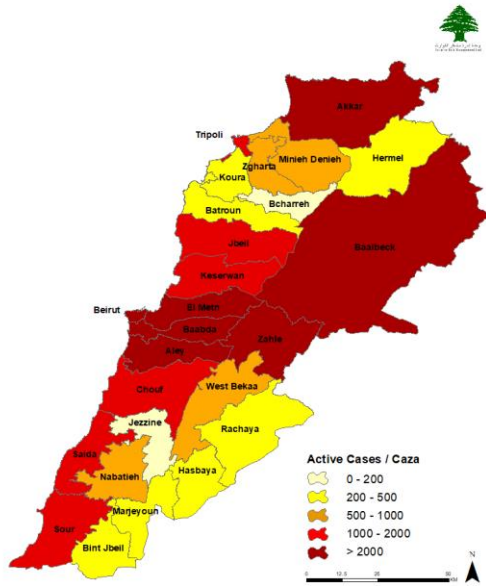 Akkar
Tripoli
Minieh Denieh
Zgharta
Hermel
Koura
Bcharreh
Batroun
Jbeil
Baalbeck
Keserwan
El Metn
Beirut
Baabda
Zahle
Aley
West Bekaa
Chouf
Jezzine
Rachaya
Saida
Nabatieh
Hasbaya
Marjeyoun
Sour
Bint Jbeil
Active Cases / Caza
0 - 200
200 - 500
500 - 1000
1000 - 2000
> 2000
N